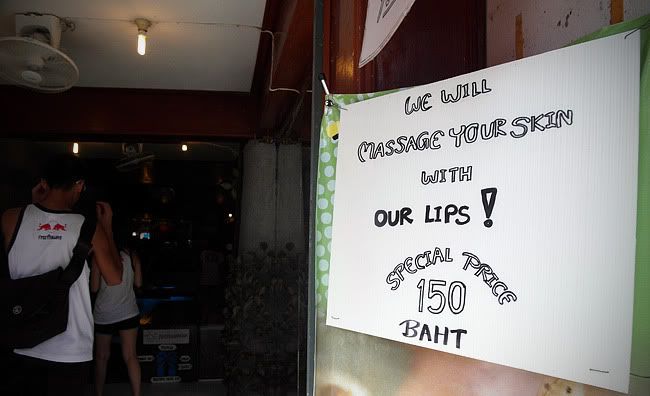 WE WILL
MASSAGE YOUR SKIN
WITH
OUR LIPS!
SPECIAL PRICE
150
BAHT